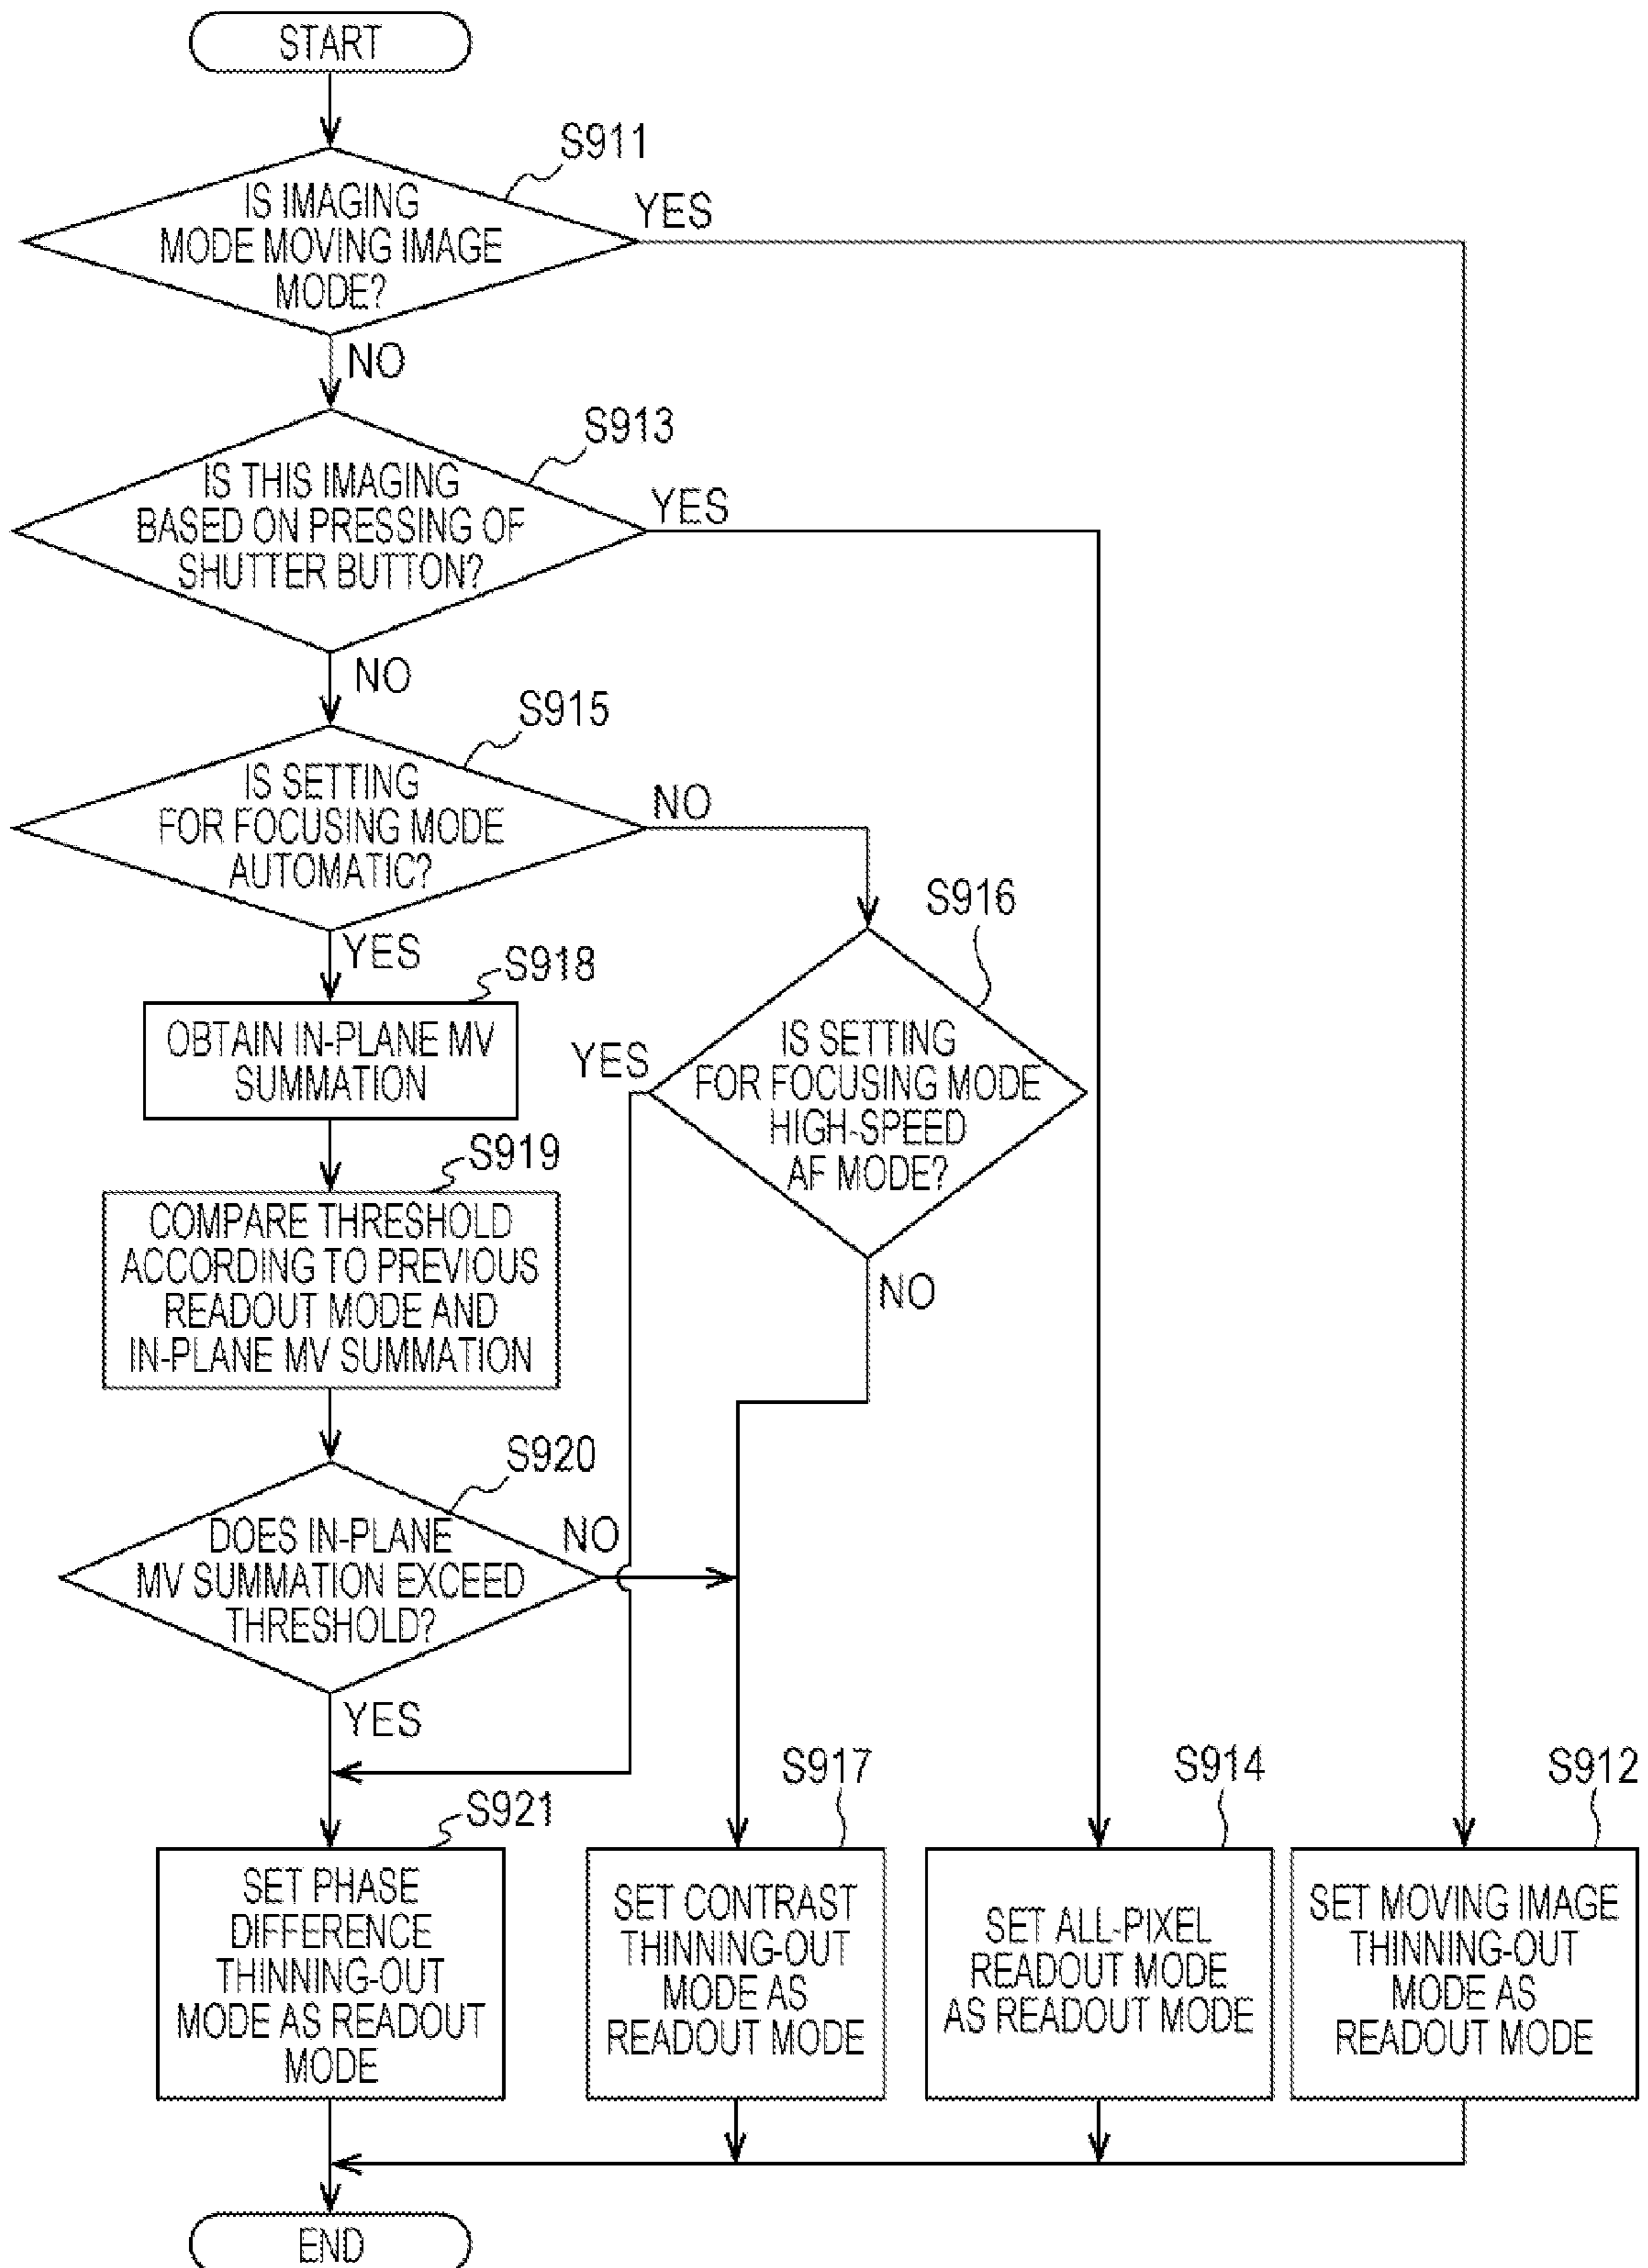 START
S911
IS IMAGING
MODE MOVING IMAGE
MODE?
YES
NO
S913
IS THIS IMAGING
BASED ON PRESSING OF
SHUTTER BUTTON?
YES
NO
S915
IS SETTING
FOR FOCUSING MODE
AUTOMATIC?
NO
YES
S916
IS SETTING
FOR FOCUSING MODE
HIGH-SPEED
AF MODE?
YES
NO
S918
OBTAIN IN-PLANE MV
SUMMATION
S919
COMPARE THRESHOLD
ACCORDING TO PREVIOUS
READOUT MODE AND
IN-PLANE MV SUMMATION
S920
DOES IN-PLANE
MV SUMMATION EXCEED
THRESHOLD?
NO
YES
S921
SET PHASE
DIFFERENCE
THINNING-OUT
MODE AS READOUT
MODE
S917
SET CONTRAST
THINNING-OUT
MODE AS
READOUT MODE
S914
SET ALL-PIXEL
READOUT MODE
AS READOUT MODE
S912
SET MOVING IMAGE
THINNING-OUT
MODE AS
READOUT MODE
END